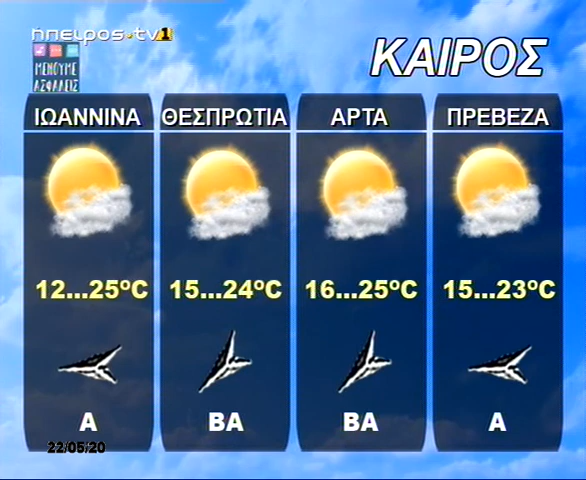 ηπειρος.tv1
ΜΕΝΟΥΜΕ
ΑΣΦΑΛΕΙΣ
ΚΑΙΡΟΣ
ΙΩΑΝΝΙΝΑ ΘΕΣΠΡΩΤΙΑ ΑΡΤΑ ΠΡΕΒΕΖΑ
12...25ºC 15...24ºC 16...25ºC 15...23ºC
Α ΒΑ ΒΑ Α
22/05/20